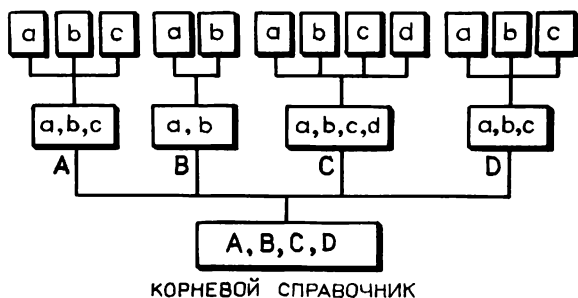 a b c a b a b c d a b c
a,b,c a,b a,b,c,d a,b,c
A B C D
A,B,C,D
КОРНЕВОЙ СПРАВОЧНИК